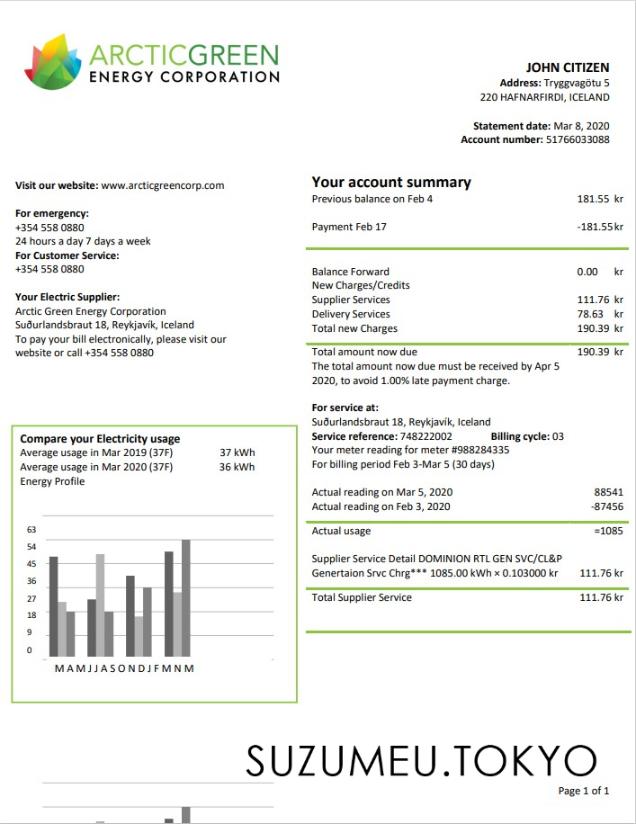 ARCTICGREEN
ENERGY CORPORATION
JOHN CITIZEN
Address: Tryggvagötu 5
220 HAFNARFIRDI, ICELAND
Statement date: Mar 8, 2020
Account number: 51766033088
Visit our website: www.arcticgreencorp.com
For emergency:
+354 558 0880
24 hours a day 7 days a week
For Customer Service:
+354 558 0880
Your Electric Supplier:
Arctic Green Energy Corporation
Suðurlandsbraut 18, Reykjavík, Iceland
To pay your bill electronically, please visit our
website or call +354 558 0880
Your account summary
Previous balance on Feb 4 181.55 kr
Payment Feb 17 -181.55kr
Balance Forward 0.00 kr
New Charges/Credits
Supplier Services 111.76 kr
Delivery Services 78.63 kr
Total new Charges 190.39 kr
Total amount now due 190.39 kr
The total amount now due must be received by Apr 5
2020, to avoid 1.00% late payment charge.
For service at:
Suðurlandsbraut 18, Reykjavík, Iceland
Service reference: 748222002 Billing cycle: 03
Your meter reading for meter #988284335
For billing period Feb 3-Mar 5 (30 days)
Actual reading on Mar 5, 2020 88541
Actual reading on Feb 3, 2020 -87456
Actual usage =1085
Supplier Service Detail DOMINION RTL GEN SVC/CL&P
Genertaion Srvc Chrg*** 1085.00 kWh × 0.103000 kr 111.76 kr
Total Supplier Service 111.76 kr
Compare your Electricity usage
Average usage in Mar 2019 (37F) 37 kWh
Average usage in Mar 2020 (37F) 36 kWh
Energy Profile
63
54
45
36
27
18
9
0
M A M J J A S O N D J F M N M
SUZUMEU.TOKYO
Page 1 of 1